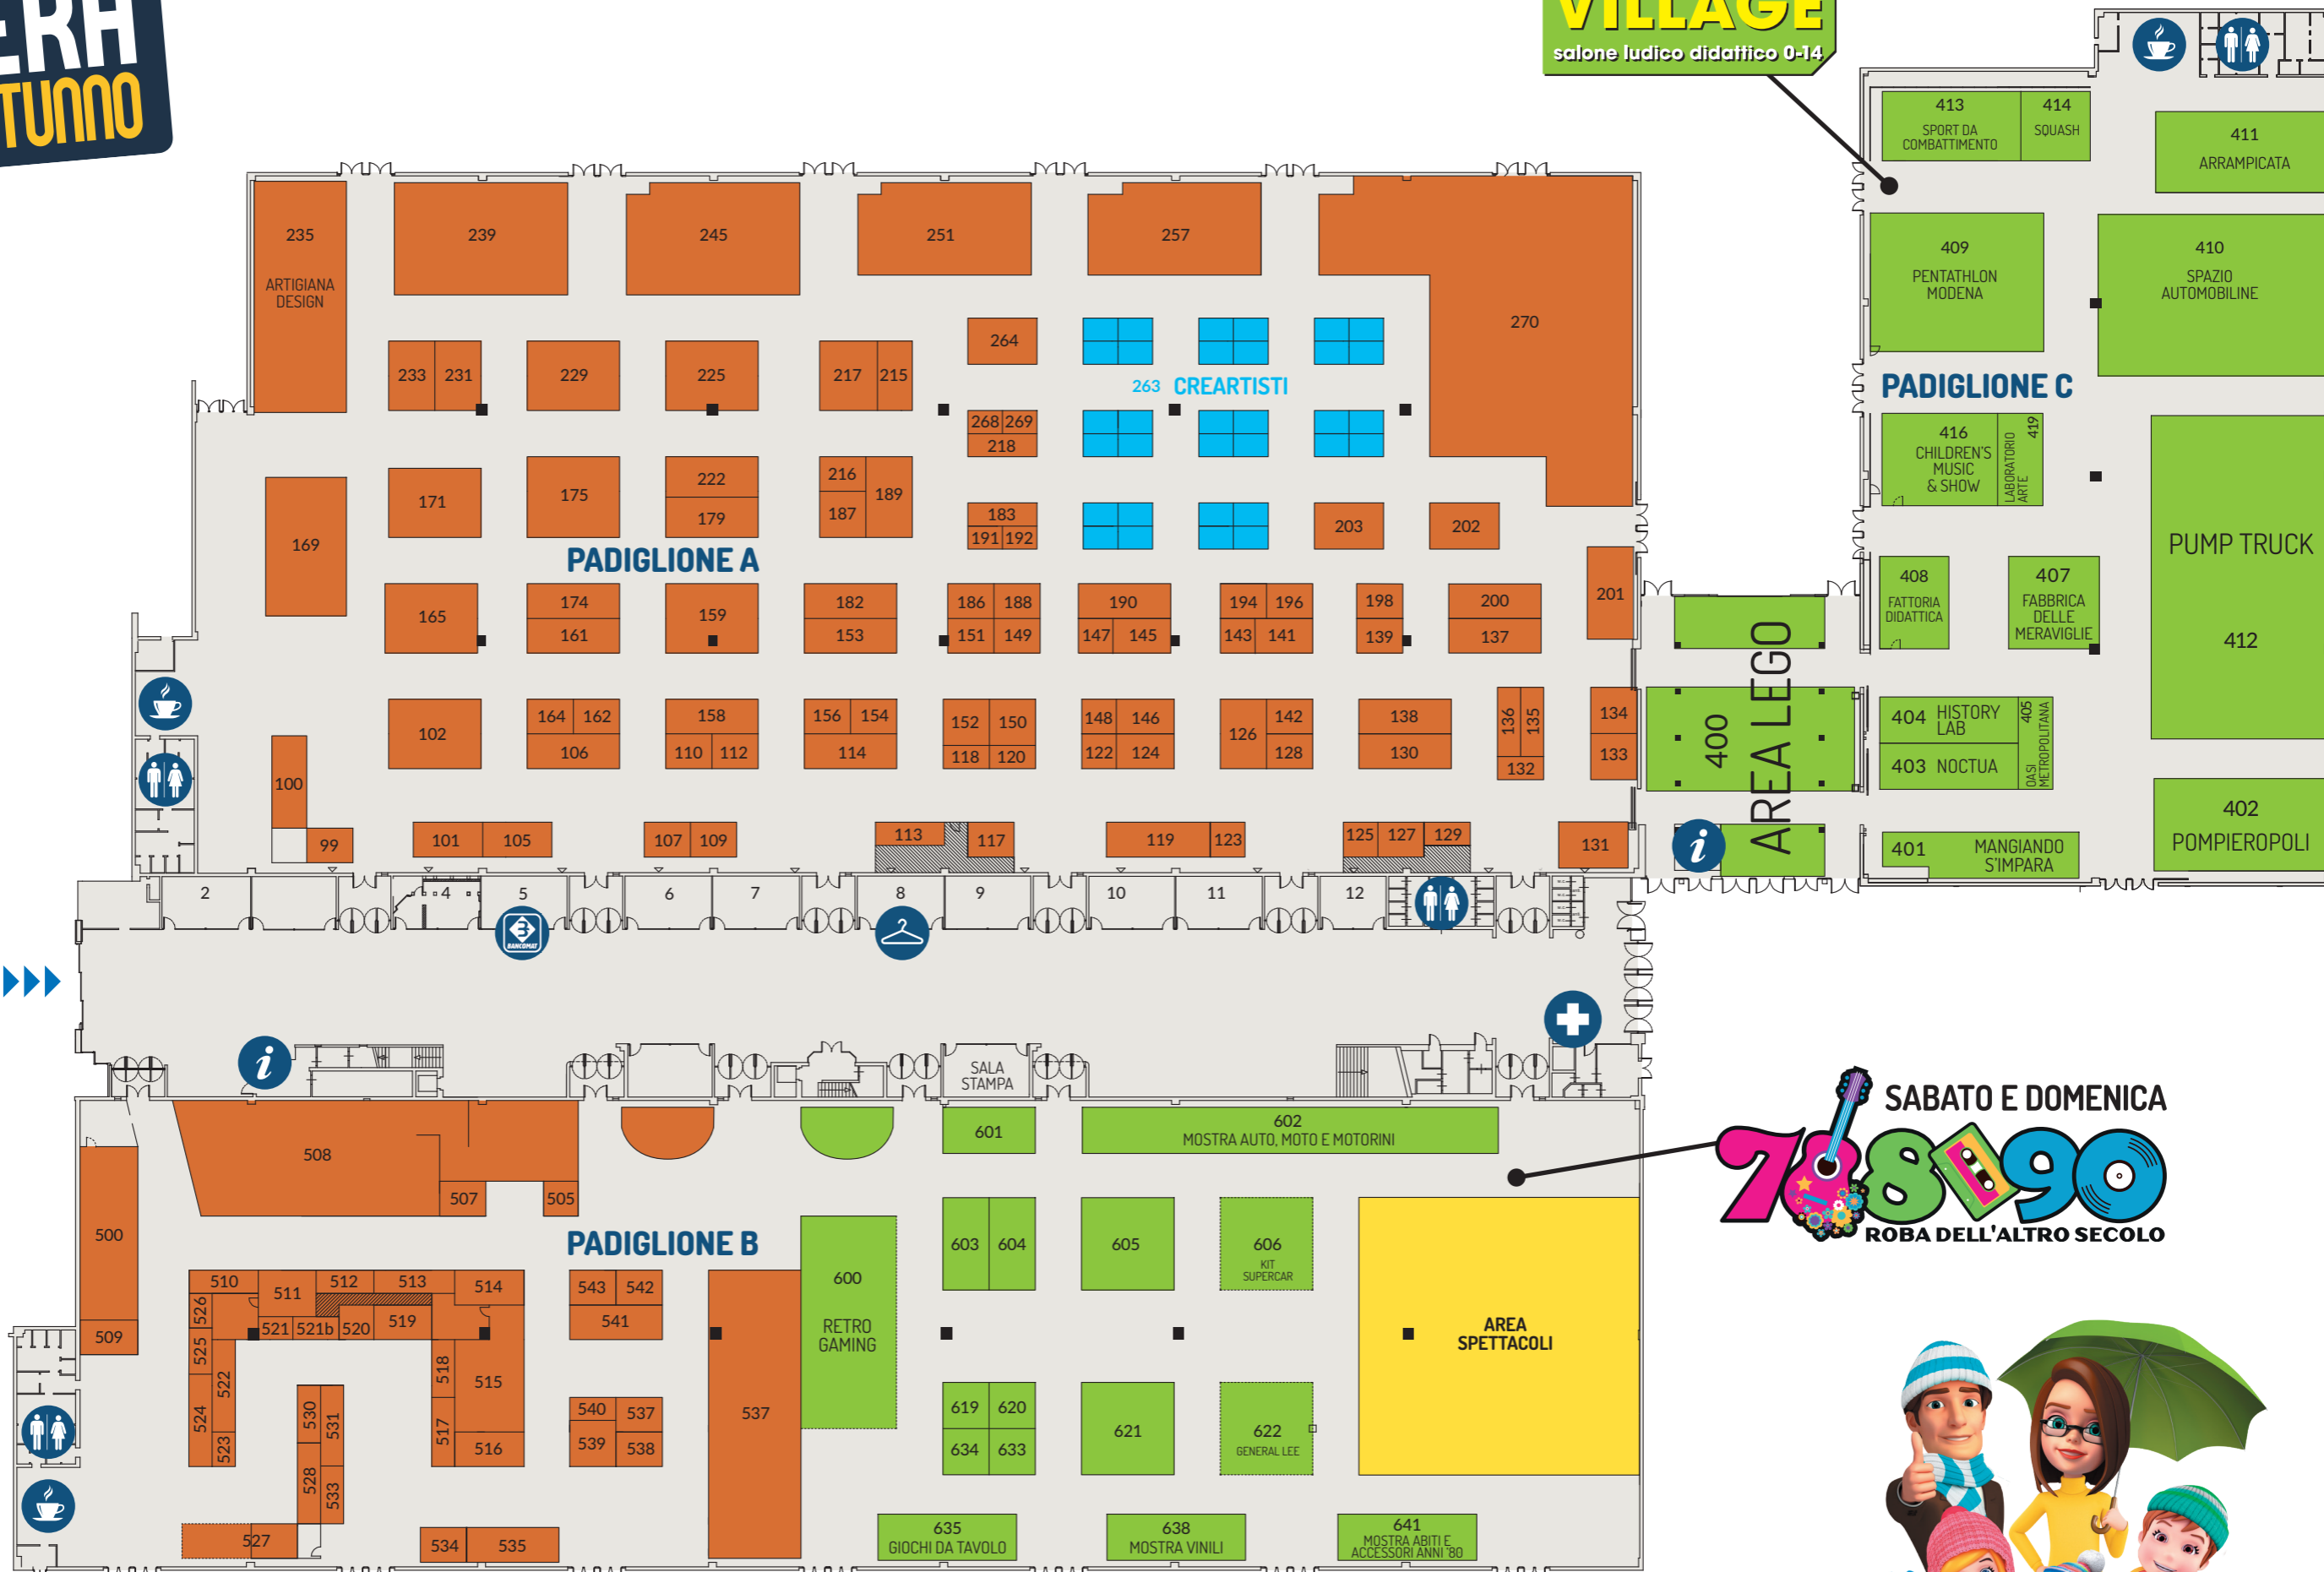 TUNNO
VILLAGE
salone ludico didattico 0-14
413
SPORT DA
COMBATTIMENTO
414
SQUASH
411
ARRAMPICATA
409
PENTATHLON
MODENA
410
SPAZIO
AUTOMOBILINE
PADIGLIONE C
416
CHILDREN'S
MUSIC
& SHOW
419
LABORATORIO
ARTE
PUMP TRUCK
412
408
FATTORIA
DIDATTICA
407
FABBRICA
DELLE
MERAVIGLIE
404 HISTORY
LAB
403 NOCTUA
405
OASI
METROPOLITANA
402
POMPIEROPOLI
401 MANGIANDO
S'IMPARA
400
AREA LEGO
i
235
ARTIGIANA
DESIGN
239
245
251
257
270
264
233 231
229
225
217 215
263 CREARTISTI
268 269
218
171
175
222
179
216
187
189
183
191 192
203
202
169
PADIGLIONE A
165
174
161
159
182
153
186 188
151 149
190
147 145
194 196
143 141
198
139
200
137
201
102
164 162
106
158
110 112
156 154
114
152 150
118 120
148 146
122 124
126
142
128
138
130
136 135
132
134
133
100
99
101 105
107 109
113
117
119 123
125 127 129
131
2
4
5
6
7
8
9
10
11
12
BANCOMAT
i
SALA
STAMPA
508
507
505
500
509
PADIGLIONE B
601
602
MOSTRA AUTO, MOTO E MOTORINI
603 604
605
606
KIT
SUPERCAR
600
RETRO
GAMING
AREA
SPETTACOLI
510
511
512
513
514
526
521 521b 520
519
525
522
524
523
518
517
515
516
530
531
528
533
543 542
541
540 537
539 538
537
619 620
634 633
621
622
GENERAL LEE
527
534 535
635
GIOCHI DA TAVOLO
638
MOSTRA VINILI
641
MOSTRA ABITI E
ACCESSORI ANNI '80
SABATO E DOMENICA
70 80 90
ROBA DELL'ALTRO SECOLO